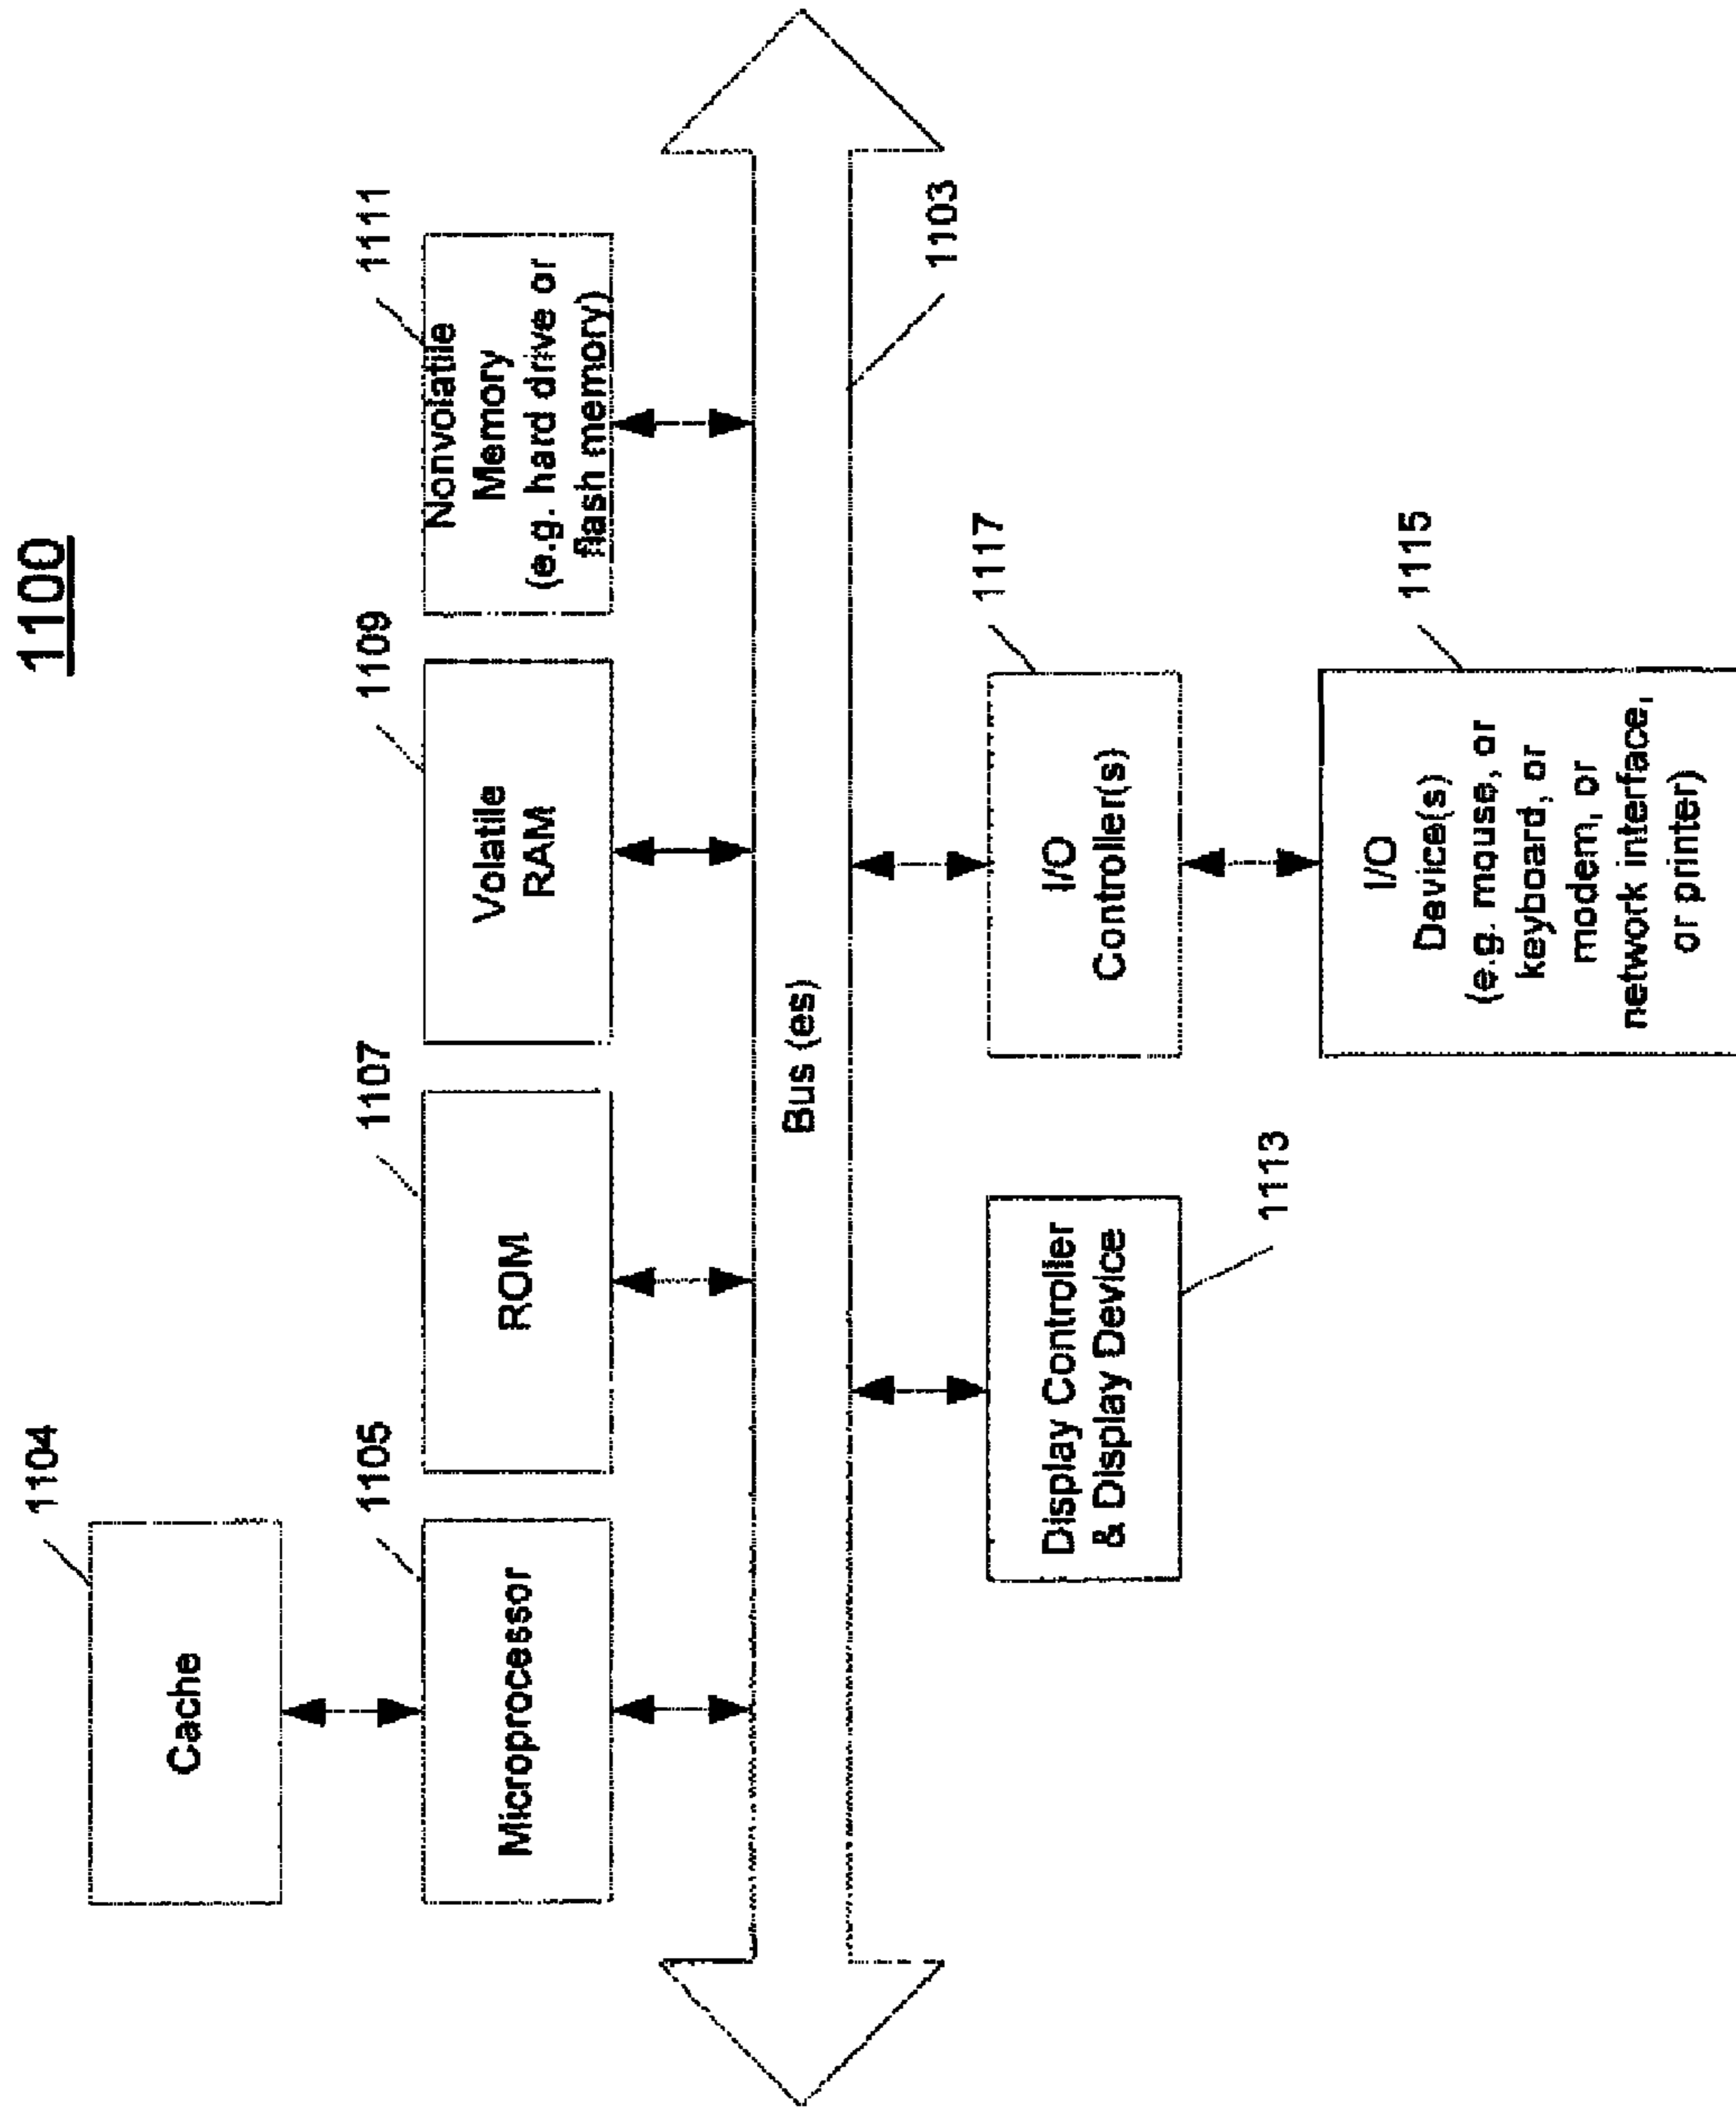 1100
1104
Cache
1105
Microprocessor
1107
ROM
1109
Volatile
RAM
1111
Nonvolatile
Memory
(e.g. hard drive or
flash memory)
Bus (es)
1103
Display Controller
& Display Device
1113
I/O
Controller(s)
1117
I/O
Device(s)
(e.g. mouse, or
keyboard, or
modem, or
network interface,
or printer)
1115